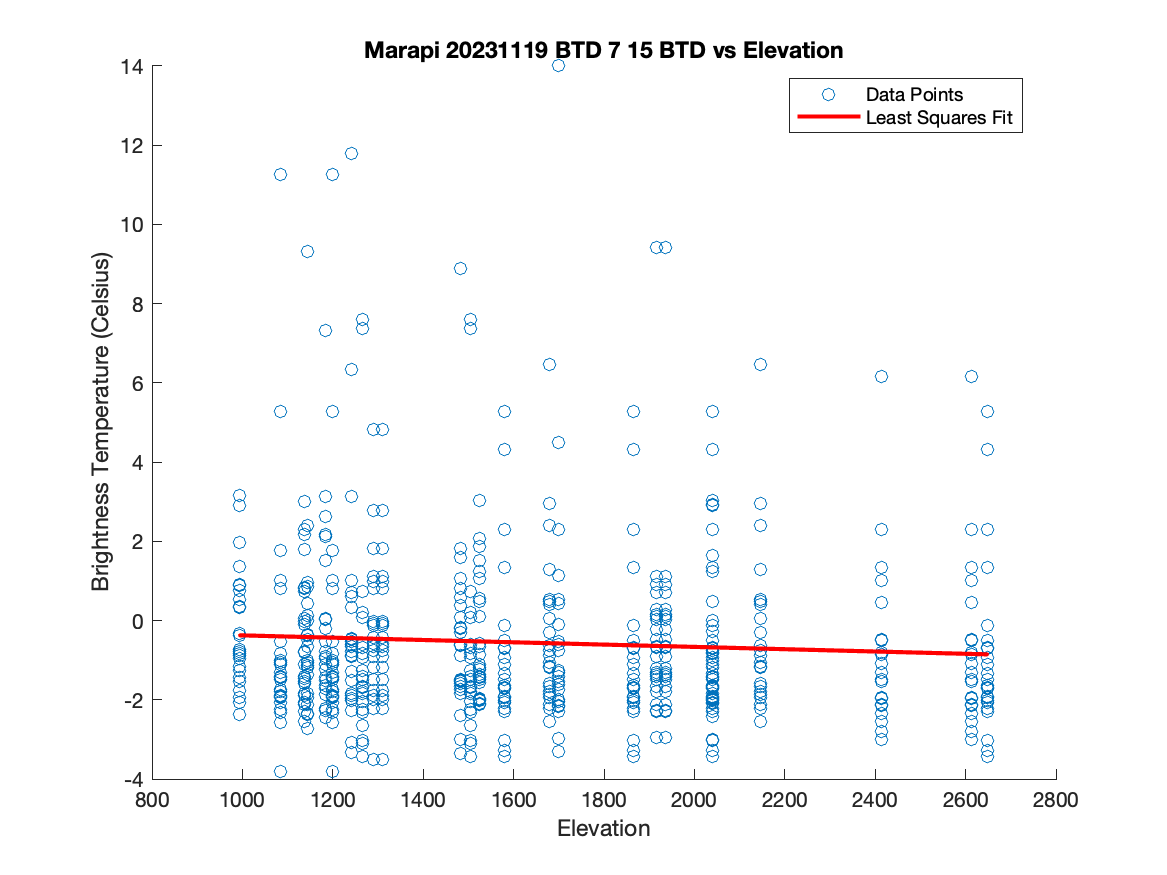 Marapi 20231119 BTD 7 15 BTD vs Elevation
14
12
10
8
6
4
2
0
-2
-4
Brightness Temperature (Celsius)
Data Points
Least Squares Fit
800 1000 1200 1400 1600 1800 2000 2200 2400 2600 2800
Elevation